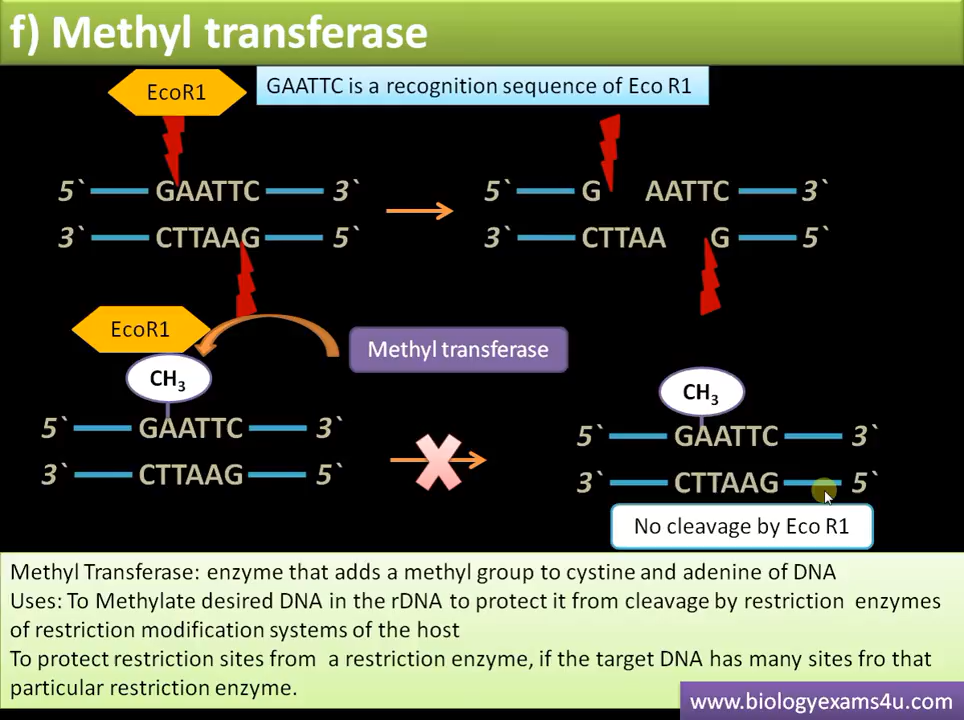 f) Methyl transferase
EcoR1
GAATTC is a recognition sequence of Eco R1
5` GAATTC 3`
3` CTTAAG 5`
5` G AATTC 3`
3` CTTAA G 5`
EcoR1
Methyl transferase
CH3
5` GAATTC 3`
3` CTTAAG 5`
CH3
5` GAATTC 3`
3` CTTAAG 5`
No cleavage by Eco R1
Methyl Transferase: enzyme that adds a methyl group to cystine and adenine of DNA
Uses: To Methylate desired DNA in the rDNA to protect it from cleavage by restriction enzymes
of restriction modification systems of the host
To protect restriction sites from a restriction enzyme, if the target DNA has many sites fro that
particular restriction enzyme.
www.biologyexams4u.com